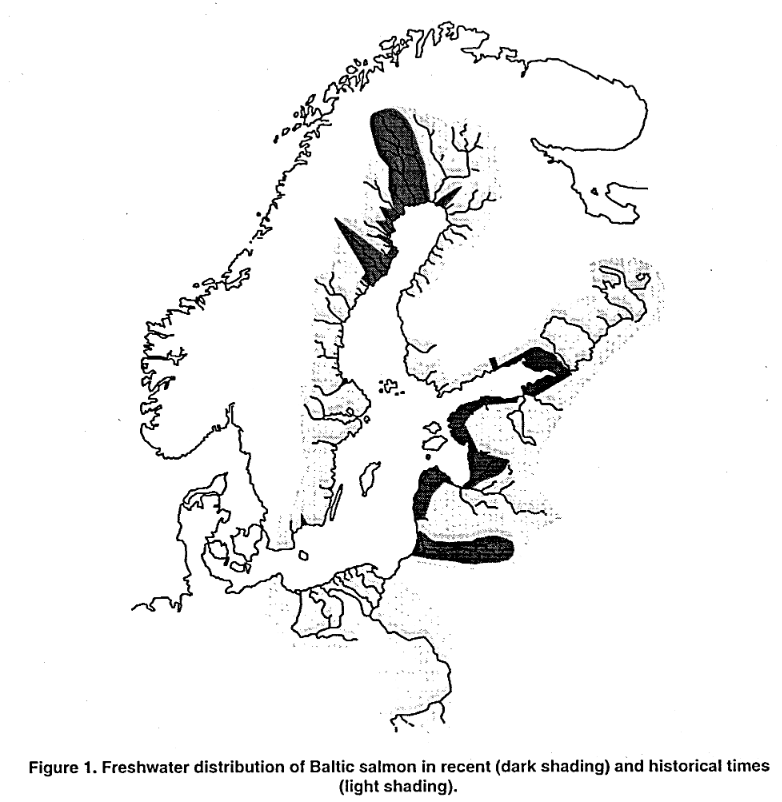 Figure 1. Freshwater distribution of Baltic salmon in recent (dark shading) and historical times
(light shading).